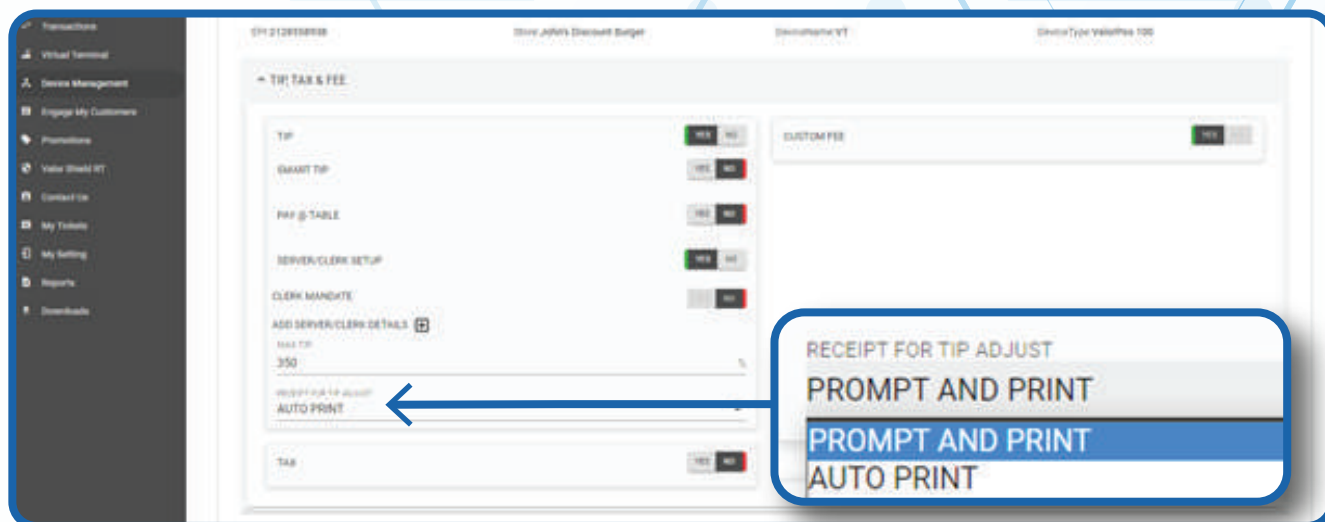 Transactions
Store John's Discount Burger
DeviceName VT
DeviceType ValorPos 100
Virtual Terminal
Device Management
TIP, TAX & FEE
Engage My Customers
Promotions
TIP YES NO
CUSTOM FEE YES
Valor Shield RT
SMART TIP YES NO
Contact Us
My Tickets
PAY @ TABLE YES NO
My Setting
SERVER/CLERK SETUP YES NO
Reports
Downloads
CLERK MANDATE NO
ADD SERVER/CLERK DETAILS
MAX TIP
350 %
RECEIPT FOR TIP ADJUST
AUTO PRINT
TAX YES NO
RECEIPT FOR TIP ADJUST
PROMPT AND PRINT
PROMPT AND PRINT
AUTO PRINT